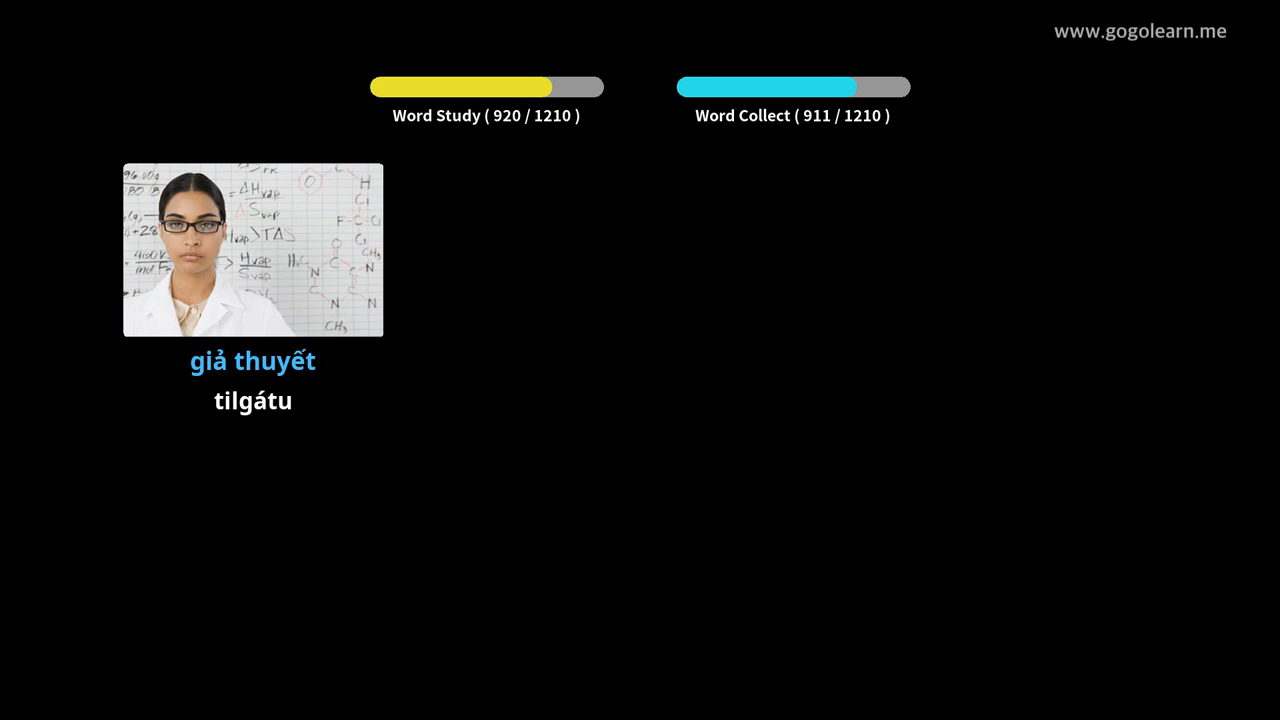 www.gogolearn.me
Word Study ( 920 / 1210 )
Word Collect ( 911 / 1210 )
giả thuyết
tilgátu